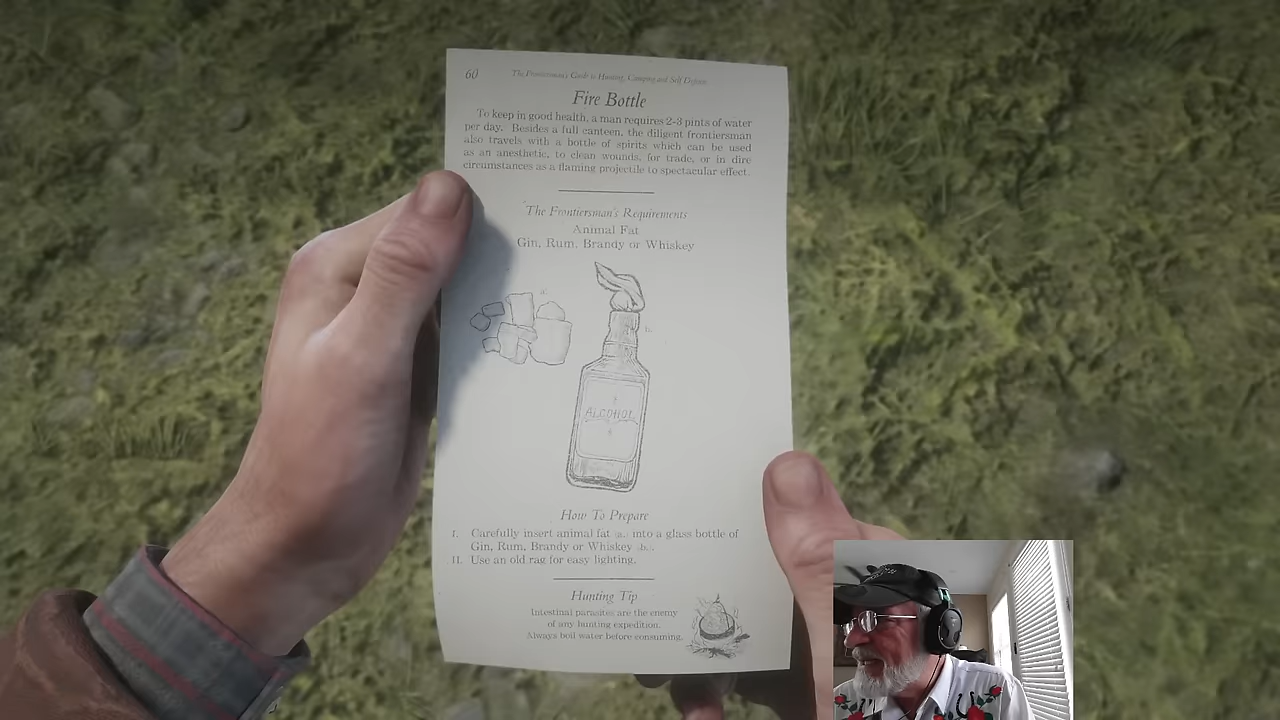 60
The Frontiersman's Guide to Hunting, Camping and Self Defense
Fire Bottle
To keep in good health, a man requires 2-3 pints of water
per day. Besides a full canteen, the diligent frontiersman
also travels with a bottle of spirits which can be used
as an anesthetic, to clean wounds, for trade, or in dire
circumstances as a flaming projectile to spectacular effect.
The Frontiersman's Requirements
Animal Fat
Gin, Rum, Brandy or Whiskey
a.
b.
ALCOHOL
How To Prepare
I. Carefully insert animal fat (a.) into a glass bottle of
Gin, Rum, Brandy or Whiskey (b.).
II. Use an old rag for easy lighting.
Hunting Tip
Intestinal parasites are the enemy
of any hunting expedition.
Always boil water before consuming.